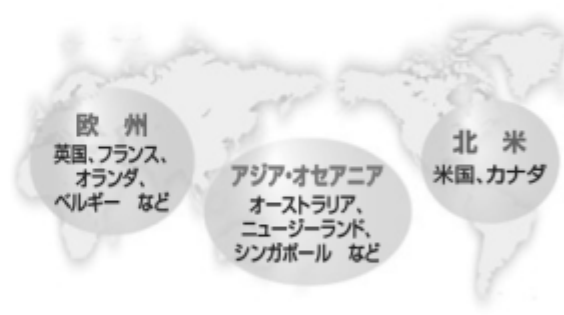 欧 州
英国、フランス、
オランダ、
ベルギー など
アジア・オセアニア
オーストラリア、
ニュージーランド、
シンガポール など
北 米
米国、カナダ